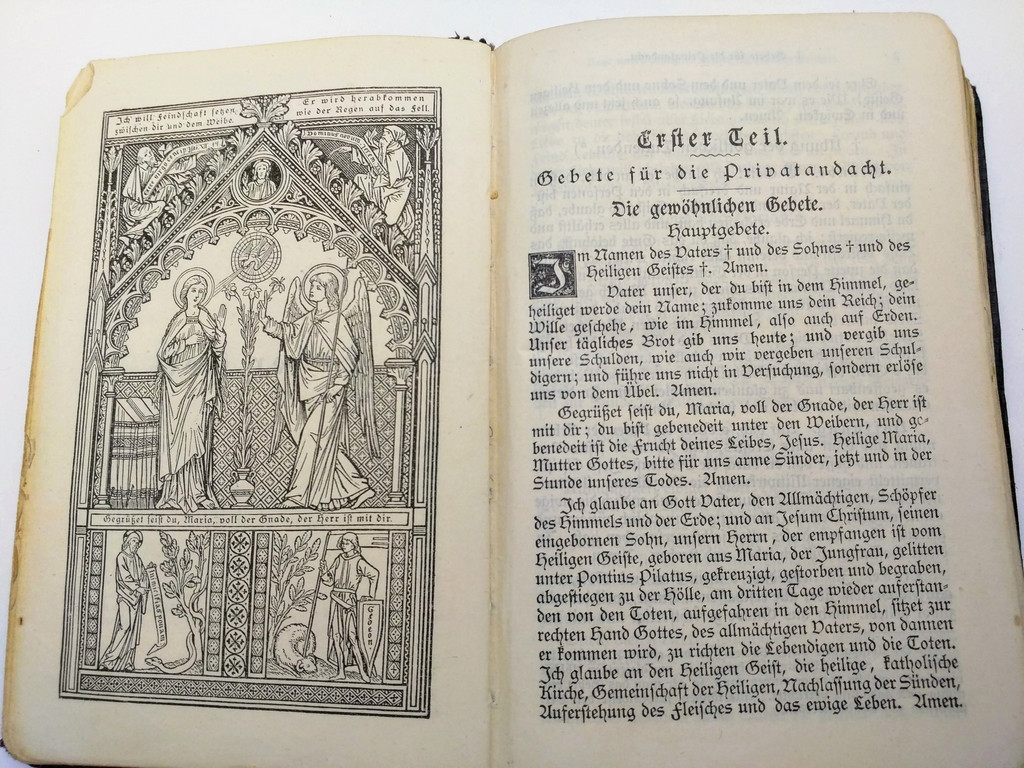 Ich will Feindschaft setzen,
zwischen dir und dem Weibe.
Er wird herabkommen
wie der Regen auf das Fell.
Dominus
Gegrüßet seist du, Maria, voll der Gnade, der Herr ist mit dir.
Gedeon.
Erster Teil.
Gebete für die Privatandacht.
Die gewöhnlichen Gebete.
Hauptgebete.
Im Namen des Vaters † und des Sohnes † und des
Heiligen Geistes †. Amen.
Vater unser, der du bist in dem Himmel, ge-
heiliget werde dein Name; zukomme uns dein Reich; dein
Wille geschehe, wie im Himmel, also auch auf Erden.
Unser tägliches Brot gib uns heute; und vergib uns
unsere Schulden, wie auch wir vergeben unseren Schul-
digern; und führe uns nicht in Versuchung, sondern erlöse
uns von dem Übel. Amen.
Gegrüßet seist du, Maria, voll der Gnade, der Herr ist
mit dir; du bist gebenedeit unter den Weibern, und ge-
benedeit ist die Frucht deines Leibes, Jesus. Heilige Maria,
Mutter Gottes, bitte für uns arme Sünder, jetzt und in der
Stunde unseres Todes. Amen.
Ich glaube an Gott Vater, den Allmächtigen, Schöpfer
des Himmels und der Erde; und an Jesum Christum, seinen
eingebornen Sohn, unsern Herrn, der empfangen ist vom
Heiligen Geiste, geboren aus Maria, der Jungfrau, gelitten
unter Pontius Pilatus, gekreuzigt, gestorben und begraben,
abgestiegen zu der Hölle, am dritten Tage wieder auferstan-
den von den Toten, aufgefahren in den Himmel, sitzet zur
rechten Hand Gottes, des allmächtigen Vaters, von dannen
er kommen wird, zu richten die Lebendigen und die Toten.
Ich glaube an den Heiligen Geist, die heilige, katholische
Kirche, Gemeinschaft der Heiligen, Nachlassung der Sünden,
Auferstehung des Fleisches und das ewige Leben. Amen.